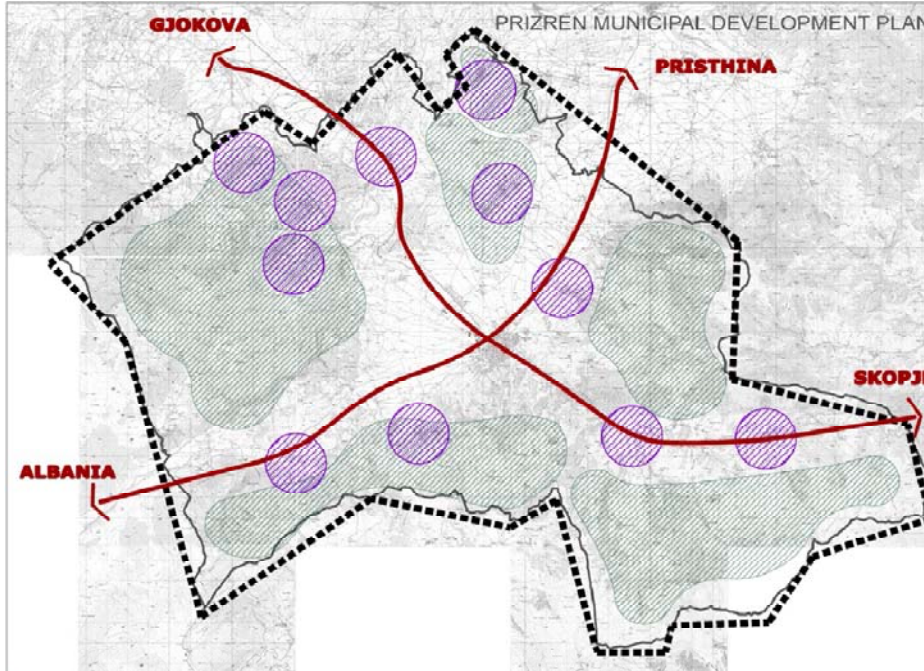 PRIZREN MUNICIPAL DEVELOPMENT PLAN
GJOKOVA
PRISTHINA
SKOPJE
ALBANIA